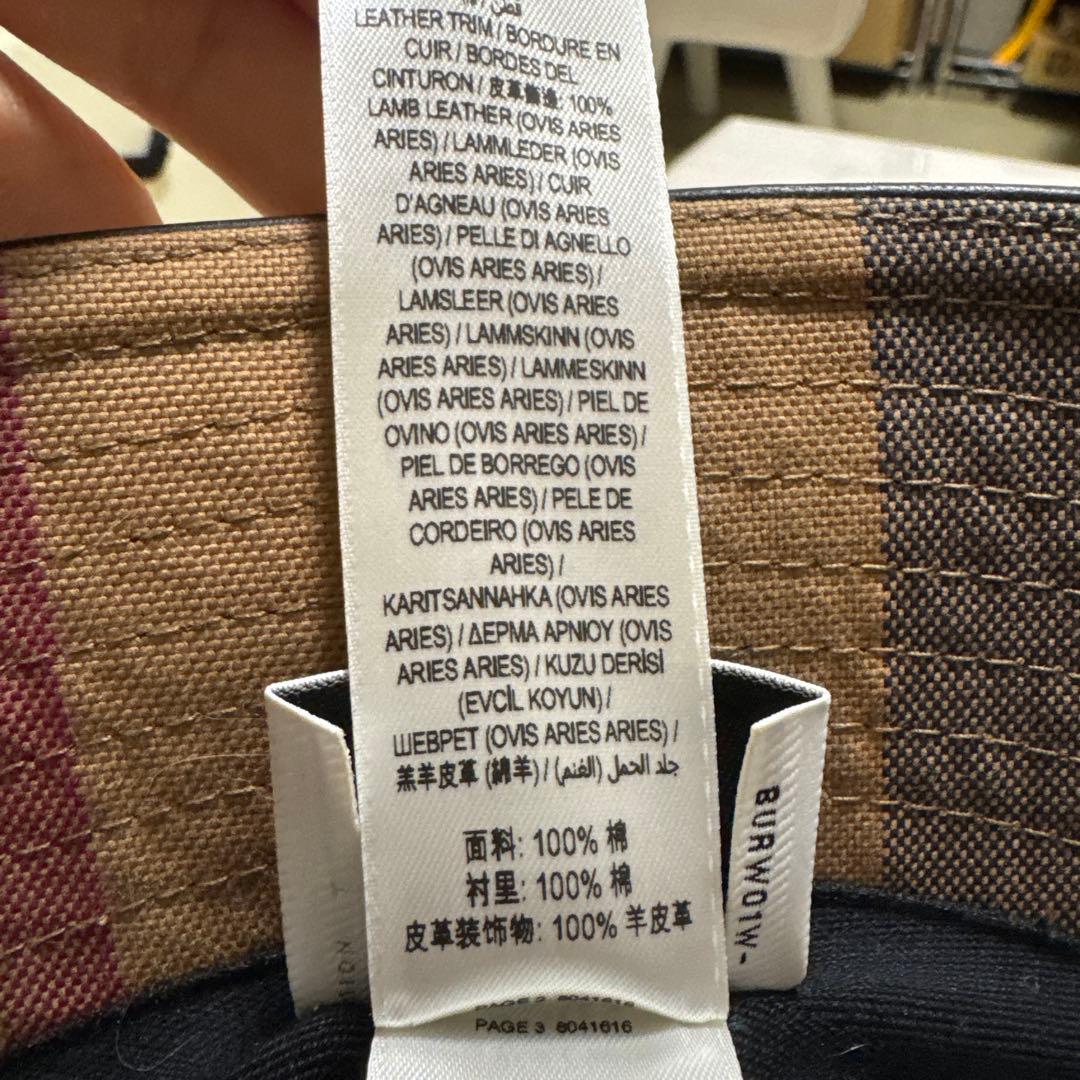 LEATHER TRIM / BORDURE EN
CUIR / BORDES DEL
CINTURON / 皮革飾邊: 100%
LAMB LEATHER (OVIS ARIES
ARIES) / LAMMLEDER (OVIS
ARIES ARIES) / CUIR
D'AGNEAU (OVIS ARIES
ARIES) / PELLE DI AGNELLO
(OVIS ARIES ARIES) /
LAMSLEER (OVIS ARIES
ARIES) / LAMMSKINN (OVIS
ARIES ARIES) / LAMMESKINN
(OVIS ARIES ARIES) / PIEL DE
OVINO (OVIS ARIES ARIES) /
PIEL DE BORREGO (OVIS
ARIES ARIES) / PELE DE
CORDEIRO (OVIS ARIES
ARIES) /
KARITSANNAHKA (OVIS ARIES
ARIES) / ΔΕΡΜΑ ΑΡΝΙΟΥ (OVIS
ARIES ARIES) / KUZU DERİSİ
(EVCİL KOYUN) /
ШЕВРЕТ (OVIS ARIES ARIES) /
羔羊皮革 (綿羊) / جلد الحمل (الغنم)
面料: 100% 棉
衬里: 100% 棉
皮革装饰物: 100% 羊皮革
PAGE 2 8041616
PAGE 3 8041616
BURW01W-